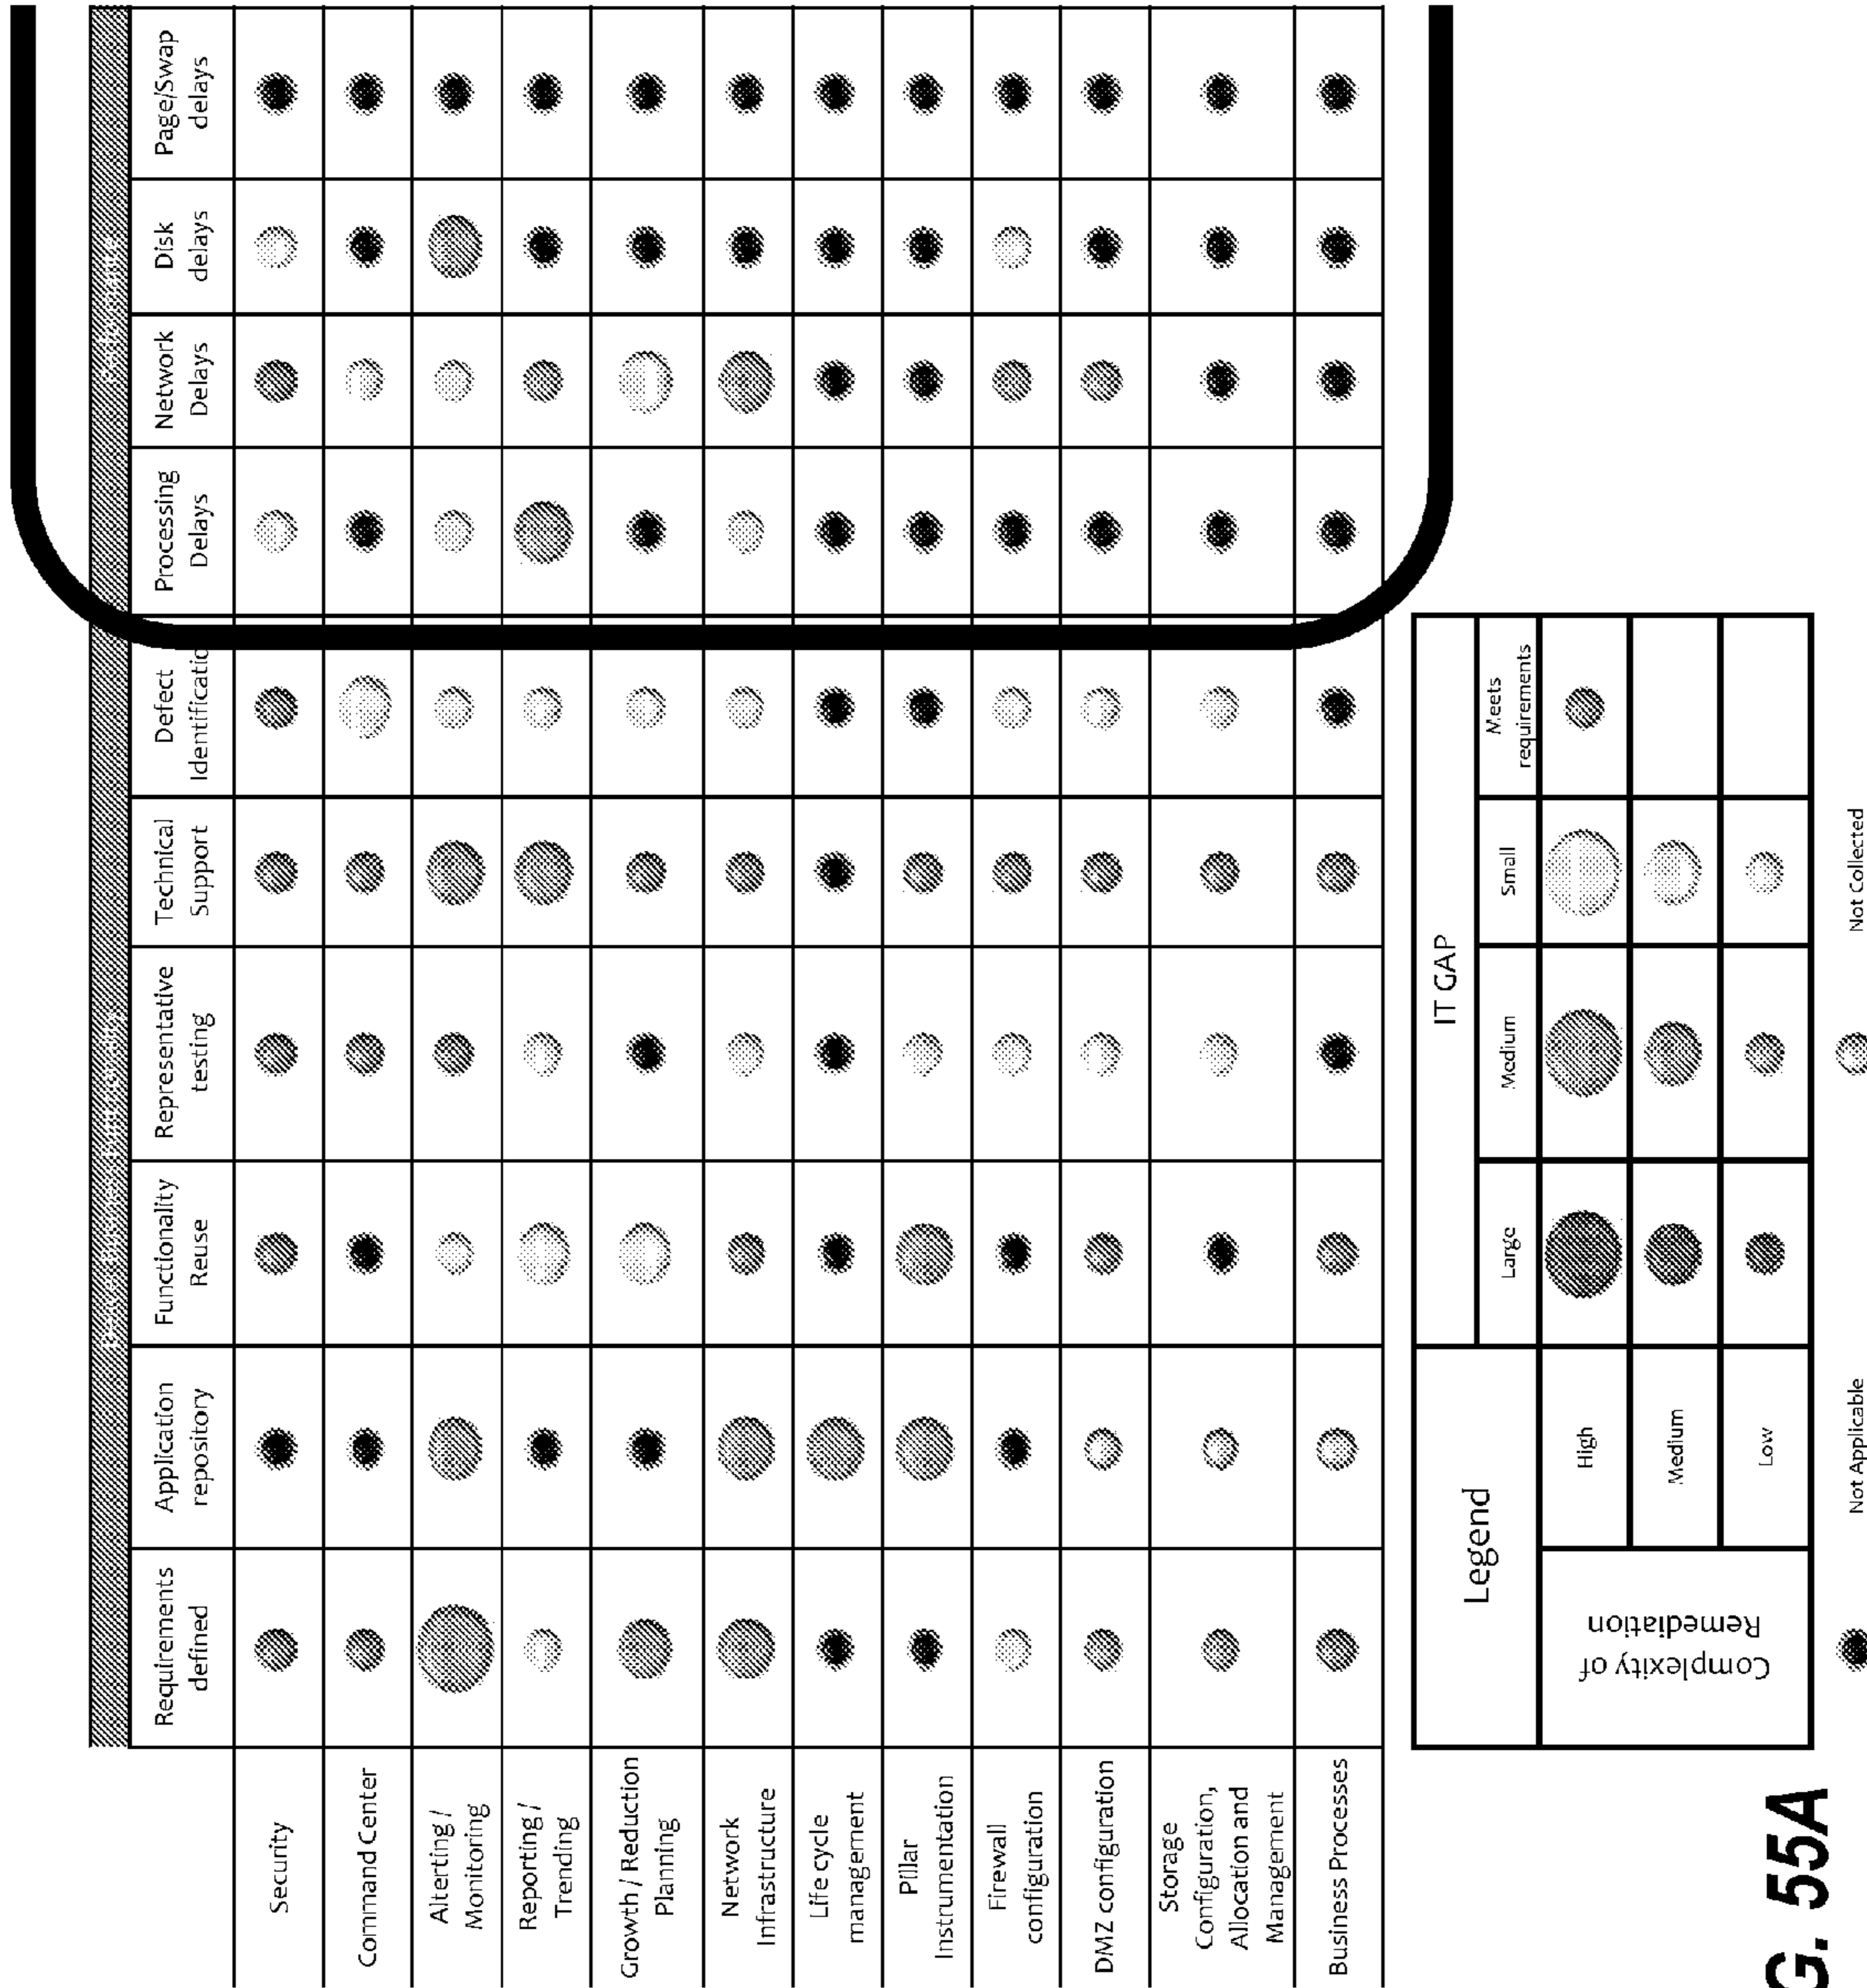 Requirements
defined
Application
repository
Functionality
Reuse
Representative
testing
Technical
Support
Defect
Identificatio
Processing
Delays
Network
Delays
Disk
delays
Page/Swap
delays
Security
Command Center
Alterting /
Monitoring
Reporting /
Trending
Growth / Reduction
Planning
Network
Infrastructure
Life cycle
management
Pillar
Instrumentation
Firewall
configuration
DMZ configuration
Storage
Configuration,
Allocation and
Management
Business Processes
Legend
IT GAP
Large
Medium
Small
Meets
requirements
Complexity of
Remediation
High
Medium
Low
Not Applicable
Not Collected
G. 55A